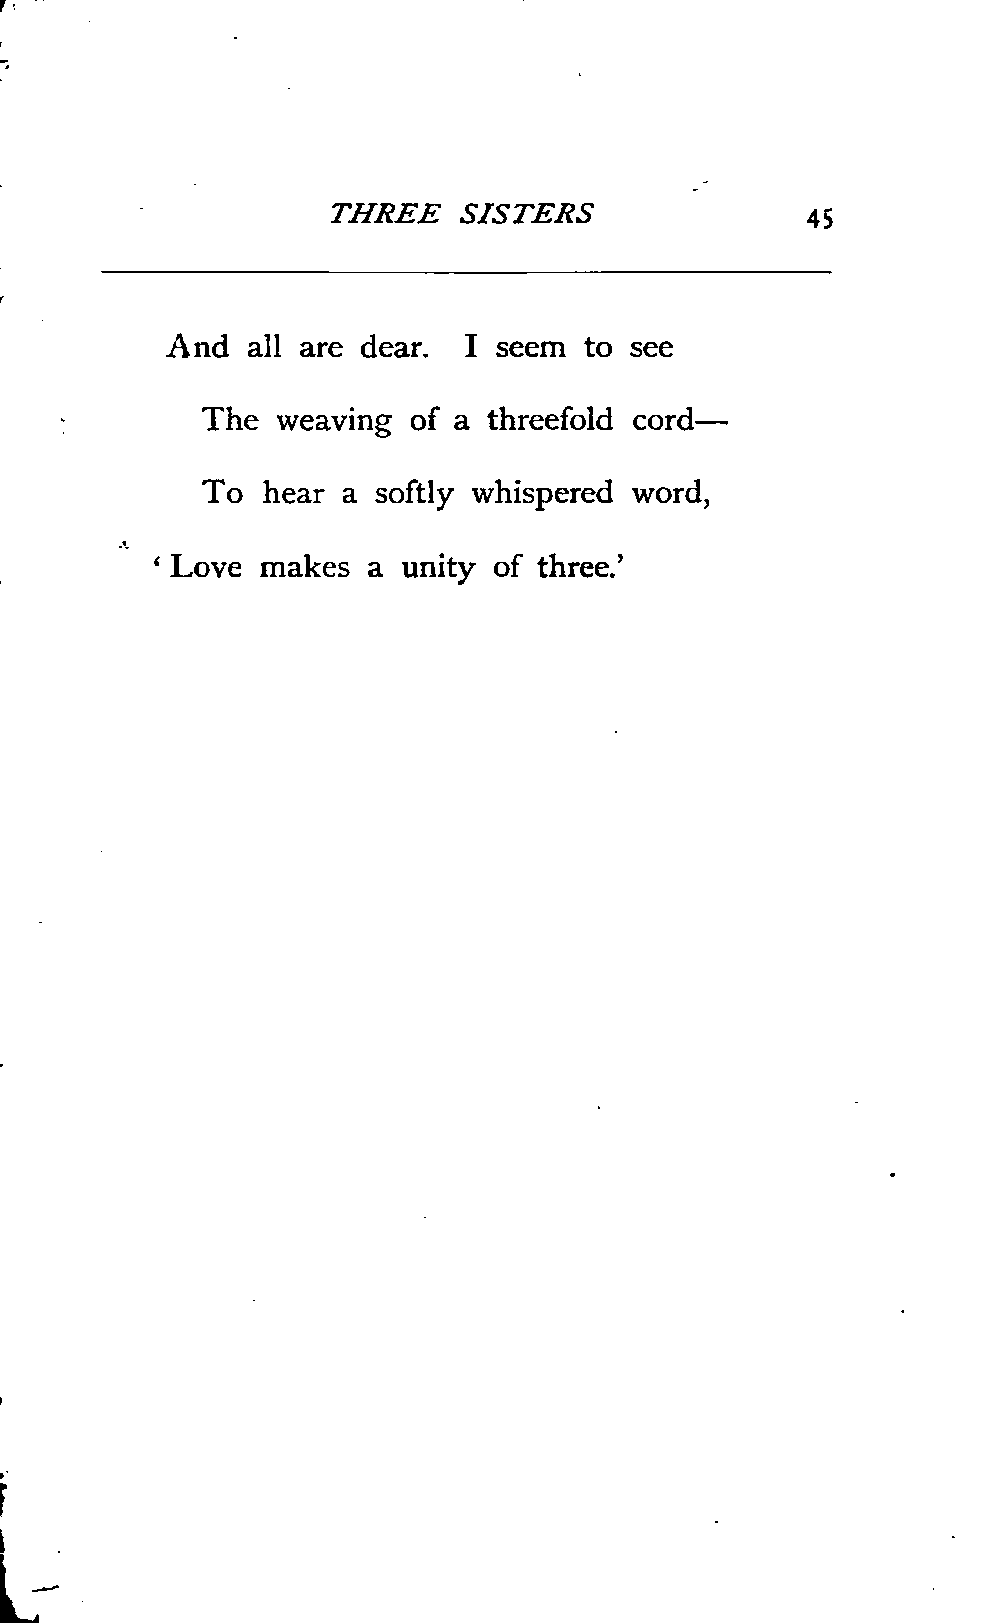 THREE SISTERS 45
And all are dear. I seem to see
The weaving of a threefold cord—
To hear a softly whispered word,
‘Love makes a unity of three.’